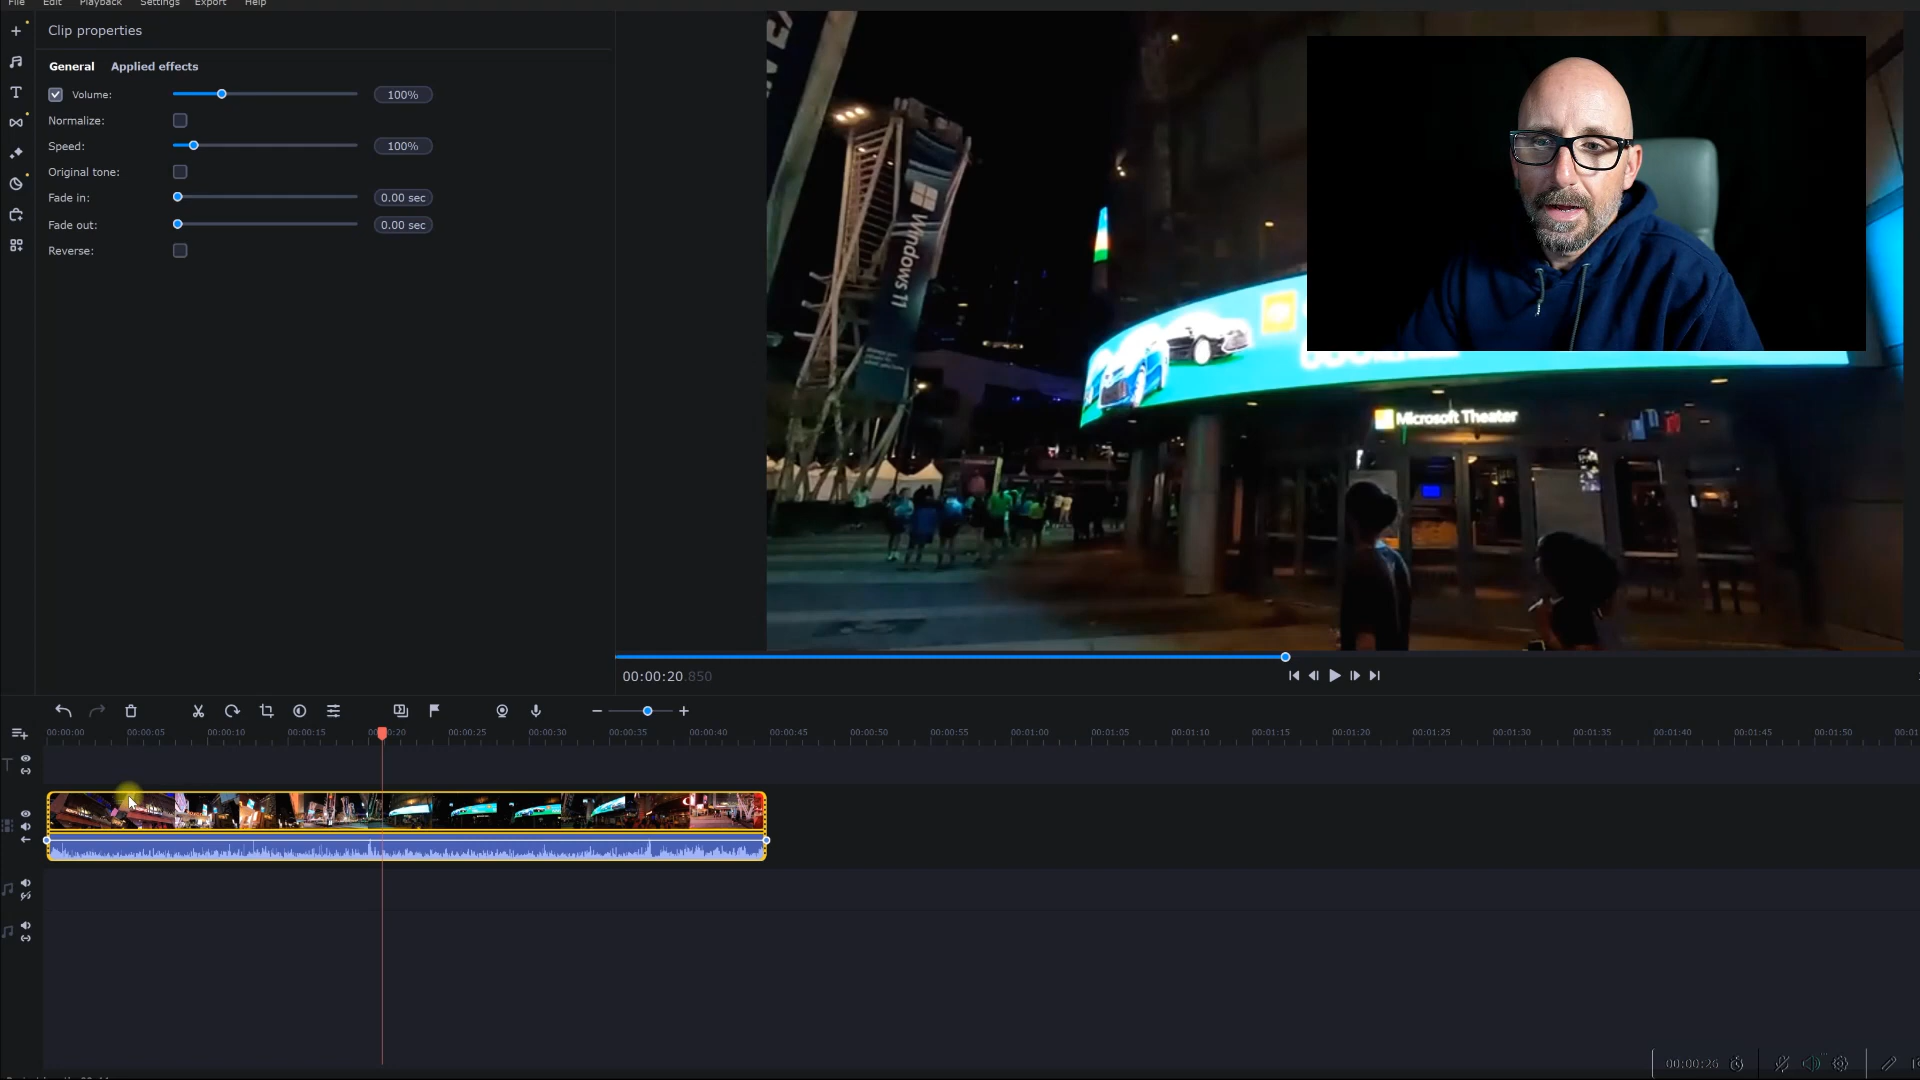 File Edit Playback Settings Export Help
Clip properties
General Applied effects
Volume: 100%
Normalize:
Speed: 100%
Original tone:
Fade in: 0.00 sec
Fade out: 0.00 sec
Reverse:
Windows 11
Microsoft Theater
00:00:20.850
00:00:00 00:00:05 00:00:10 00:00:15 00:00:20 00:00:25 00:00:30 00:00:35 00:00:40 00:00:45 00:00:50 00:00:55 00:01:00 00:01:05 00:01:10 00:01:15 00:01:20 00:01:25 00:01:30 00:01:35 00:01:40 00:01:45 00:01:50
00:00:26